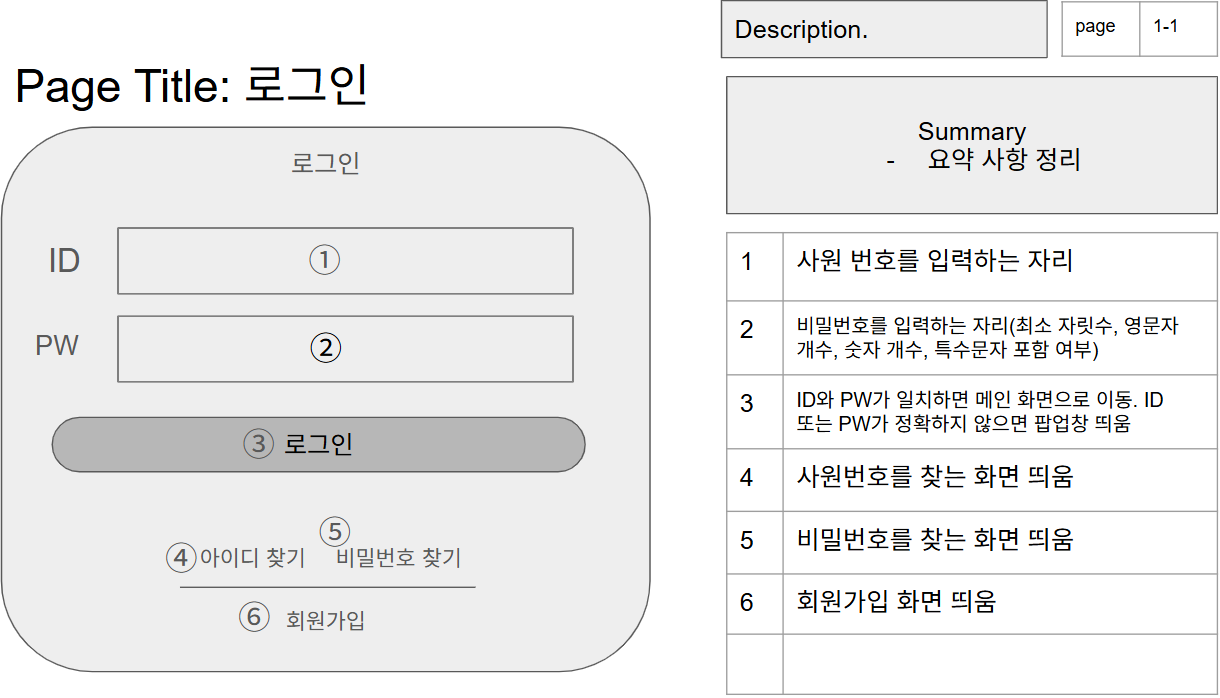 Page Title: 로그인
로그인
ID
①
PW
②
③ 로그인
⑤
④ 아이디 찾기 비밀번호 찾기
⑥ 회원가입
Description.
page 1-1
Summary
- 요약 사항 정리
1 사원 번호를 입력하는 자리
2 비밀번호를 입력하는 자리(최소 자릿수, 영문자
개수, 숫자 개수, 특수문자 포함 여부)
3 ID와 PW가 일치하면 메인 화면으로 이동. ID
또는 PW가 정확하지 않으면 팝업창 띄움
4 사원번호를 찾는 화면 띄움
5 비밀번호를 찾는 화면 띄움
6 회원가입 화면 띄움